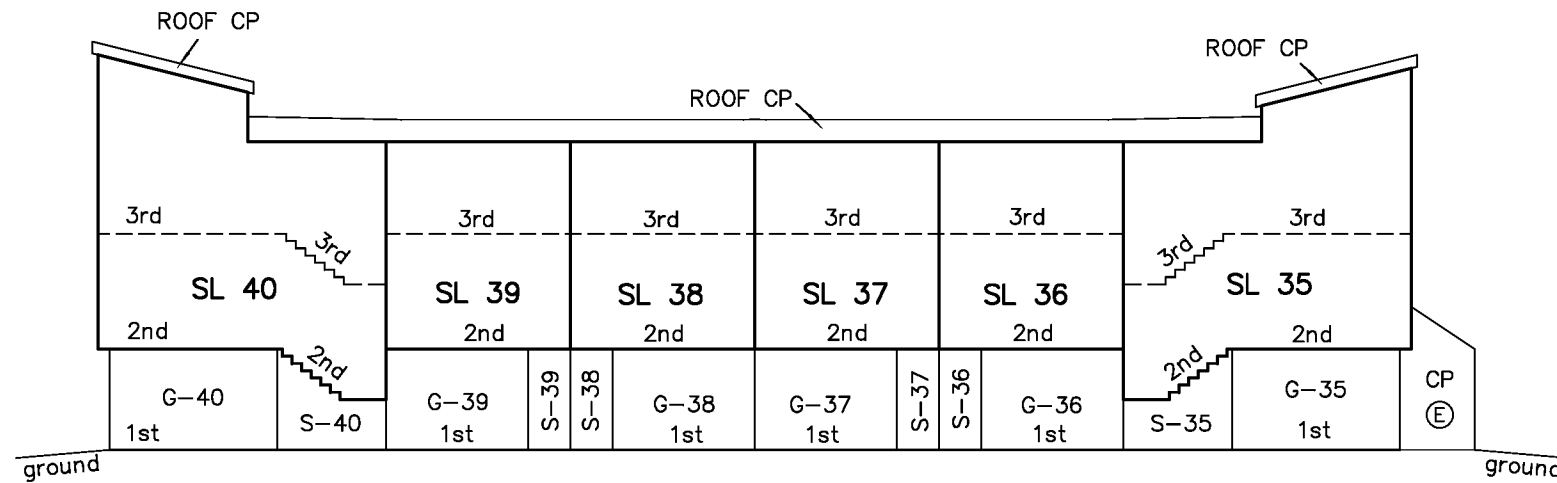 ROOF CP
ROOF CP
ROOF CP
3rd 3rd 3rd 3rd 3rd 3rd 3rd 3rd
SL 40 SL 39 SL 38 SL 37 SL 36 SL 35
2nd 2nd 2nd 2nd 2nd 2nd 2nd 2nd
G-40 S-40 G-39 S-39 S-38 G-38 G-37 S-37 S-36 G-36 S-35 G-35 CP
E
1st 1st 1st 1st 1st 1st
ground ground